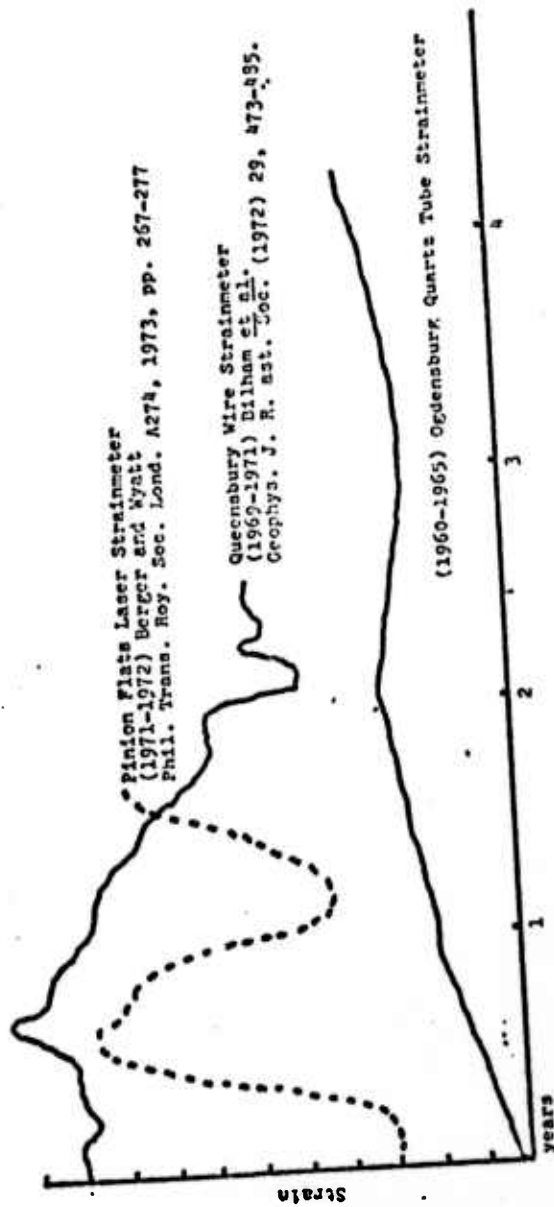 Pinion Flats Laser Strainmeter
(1971-1972) Berger and Wyatt
Phil. Trans. Roy. Soc. Lond. A274, 1973, pp. 267-277
Queensbury Wire Strainmeter
(1969-1971) Bilham et al.
Geophys. J. R. ast. Soc. (1972) 29, 473-485.
(1960-1965) Ogdensburg Quartz Tube Strainmeter
Strain
years
1
2
3
4